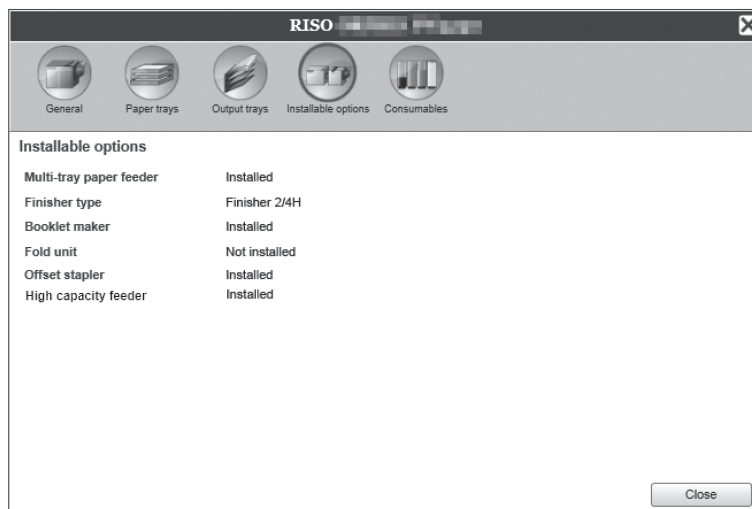 RISO
General Paper trays Output trays Installable options Consumables
Installable options
Multi-tray paper feeder Installed
Finisher type Finisher 2/4H
Booklet maker Installed
Fold unit Not installed
Offset stapler Installed
High capacity feeder Installed
Close